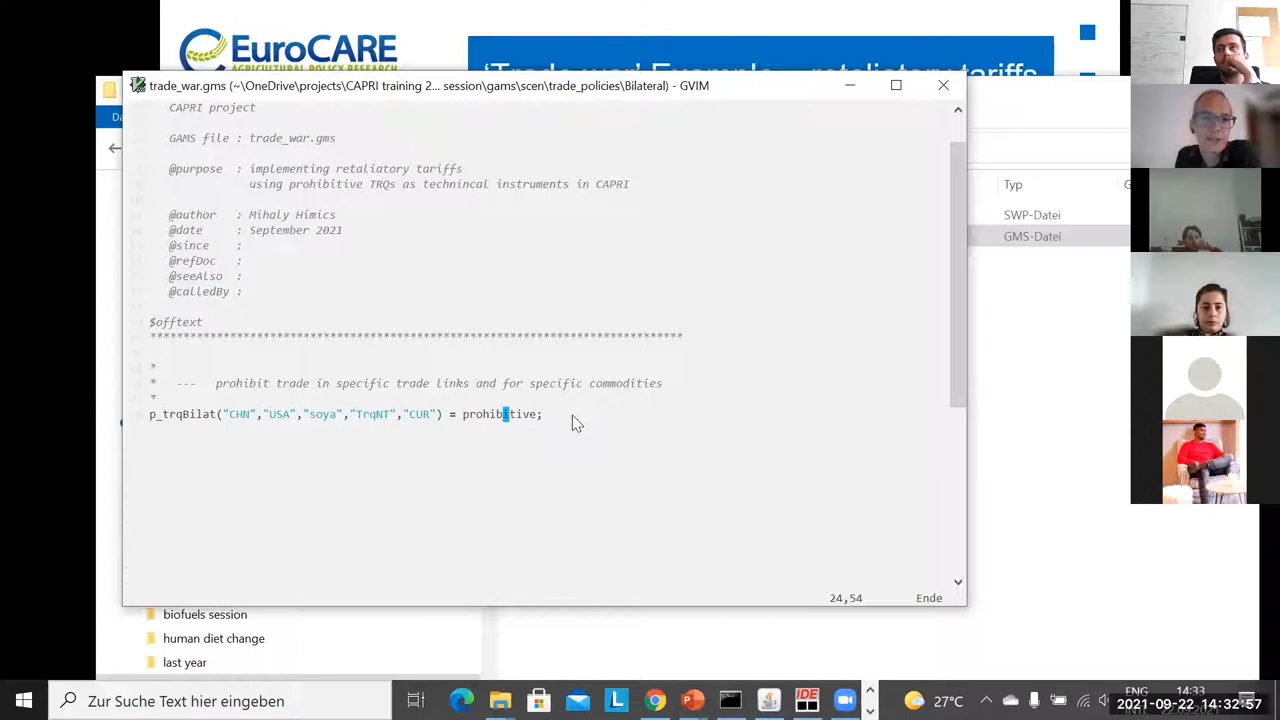 EuroCARE
AGRICULTURAL POLICY RESEARCH
'Trade war' Example – retaliatory tariffs
trade_war.gms (~\OneDrive\projects\CAPRI training 2... session\gams\scen\trade_policies\Bilateral) - GVIM
Da
CAPRI project
GAMS file : trade_war.gms
@purpose : implementing retaliatory tariffs
using prohibitive TRQs as technincal instruments in CAPRI
@author : Mihaly Himics
@date : September 2021
@since :
@refDoc :
@seeAlso :
@calledBy :
$offtext
********************************************************************************
*
* --- prohibit trade in specific trade links and for specific commodities
*
p_trqBilat("CHN","USA","soya","TrqNT","CUR") = prohibitive;
24,54 Ende
Typ
SWP-Datei
GMS-Datei
biofuels session
human diet change
last year
Zur Suche Text hier eingeben
L
IDE
27°C
ENG
14:33
2021-09-22 14:32:57